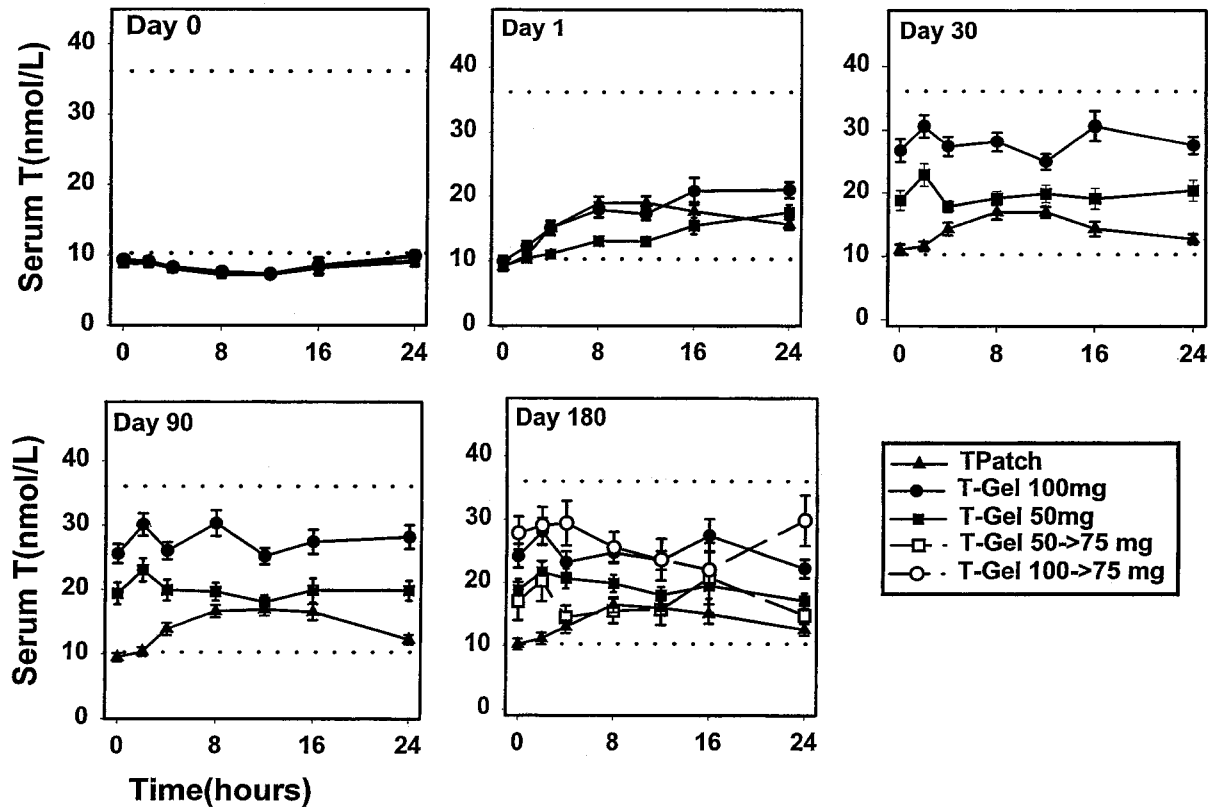 Day 0
Day 1
Day 30
Serum T(nmol/L)
40
30
20
10
0
0 8 16 24
40
30
20
10
0
0 8 16 24
40
30
20
10
0
0 8 16 24
Day 90
Day 180
Serum T(nmol/L)
40
30
20
10
0
0 8 16 24
40
30
20
10
0
0 8 16 24
TPatch
T-Gel 100mg
T-Gel 50mg
T-Gel 50->75 mg
T-Gel 100->75 mg
Time(hours)